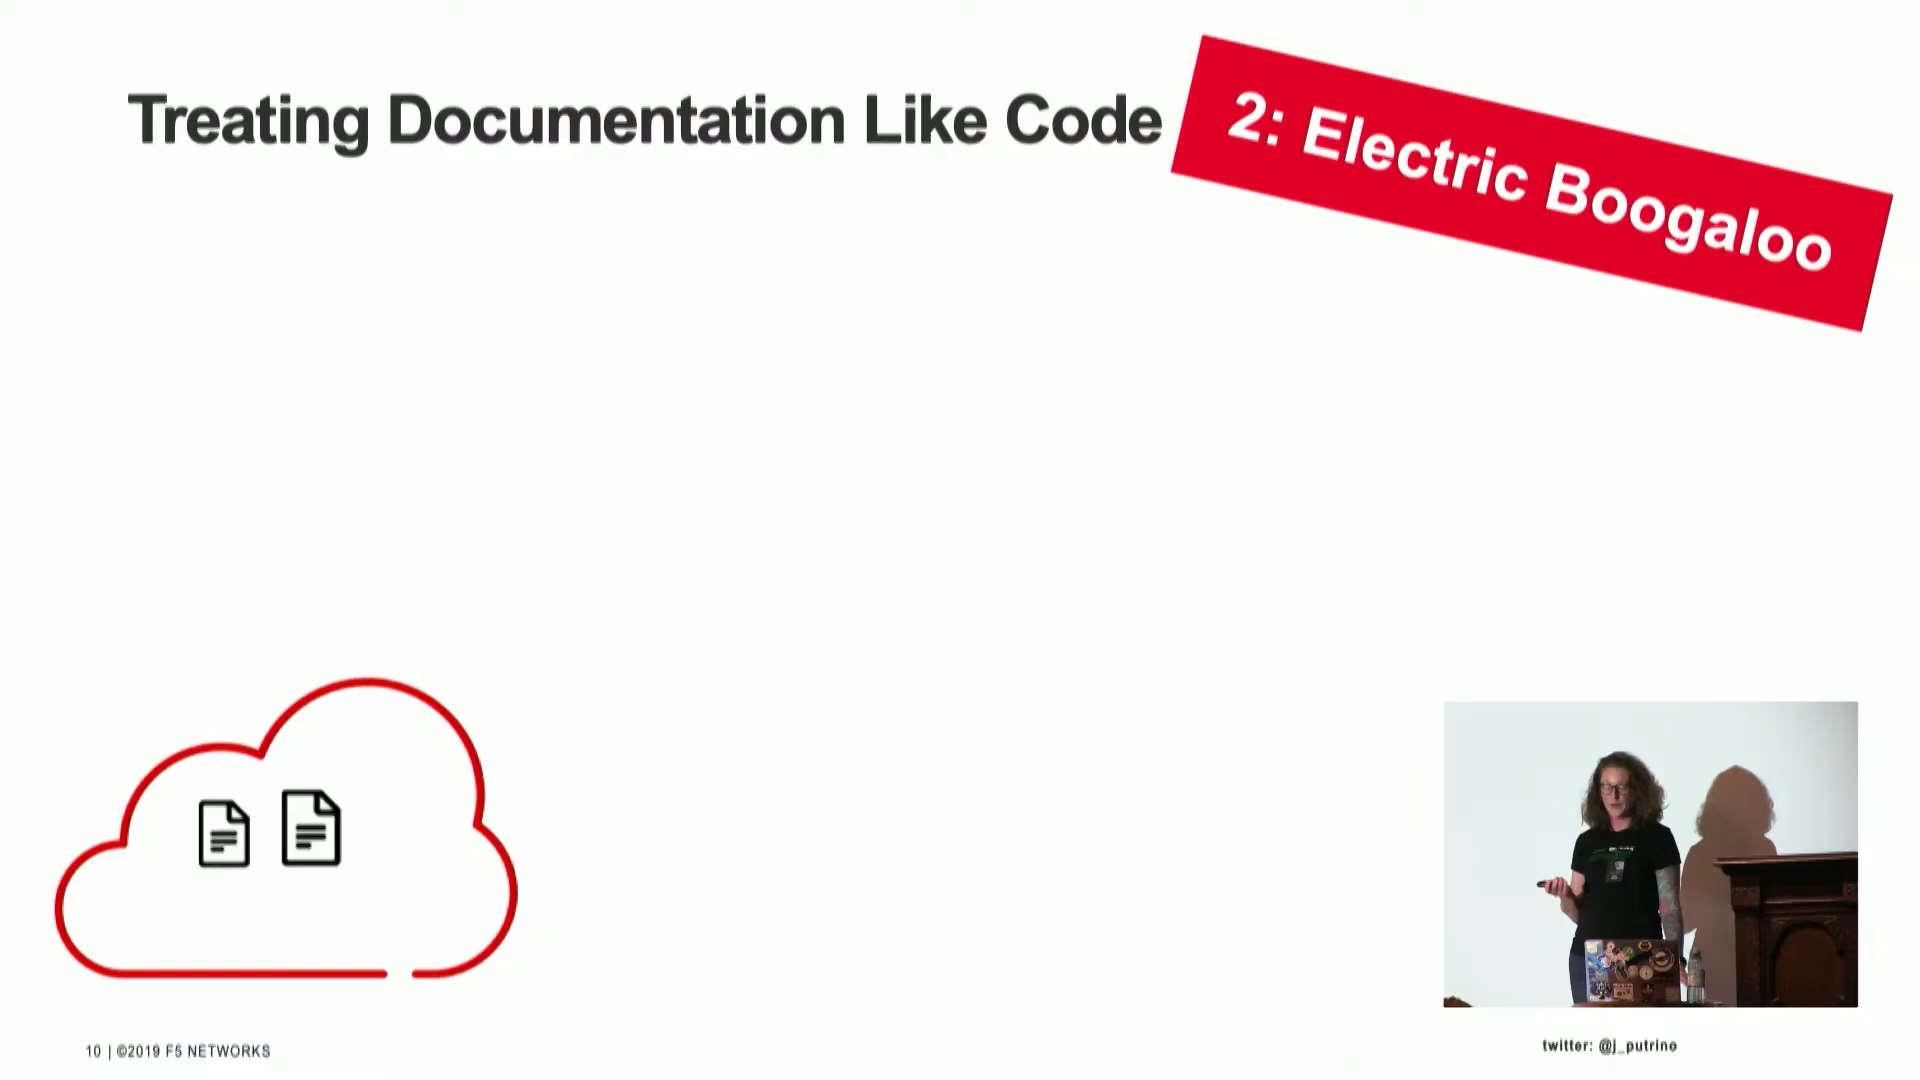 Treating Documentation Like Code
2: Electric Boogaloo
10 | ©2019 F5 NETWORKS
twitter: @j_putrino